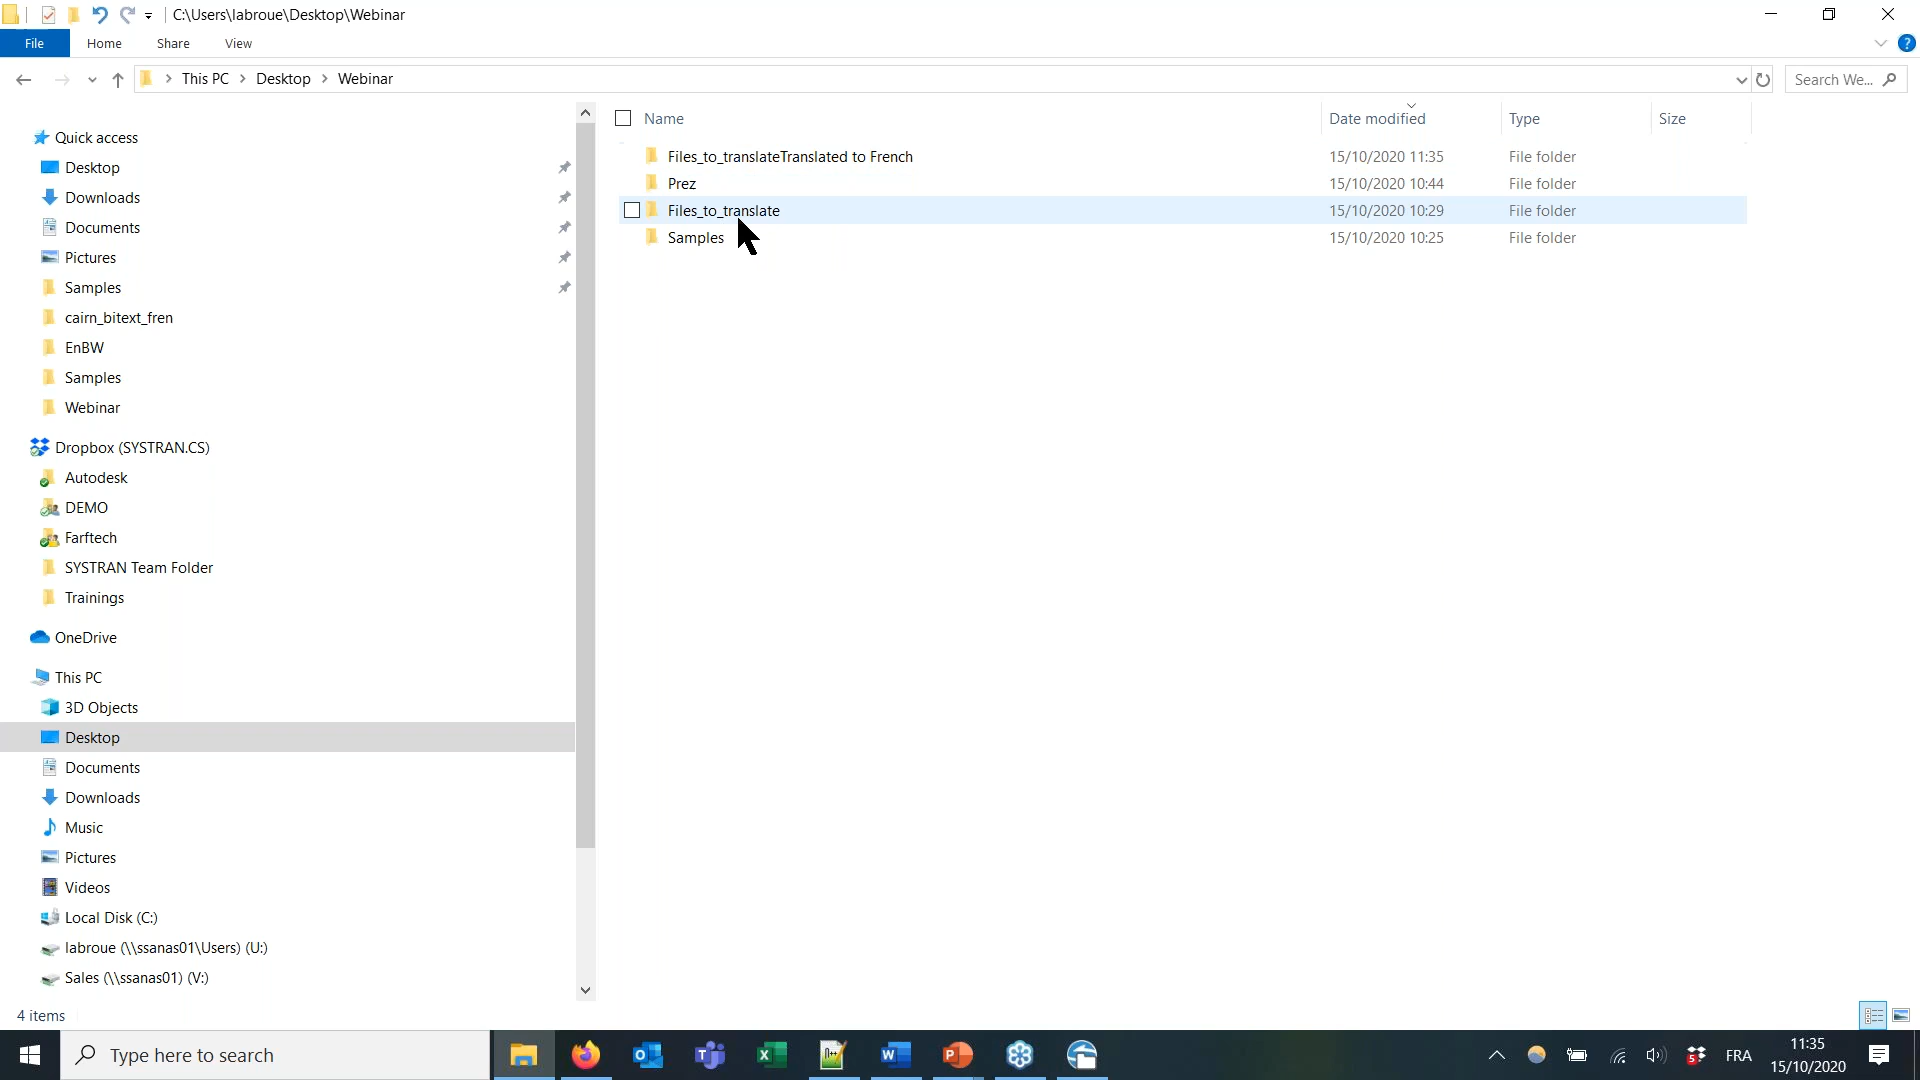 C:\Users\labroue\Desktop\Webinar
File Home Share View
This PC Desktop Webinar
Search We...
Name Date modified Type Size
Files_to_translateTranslated to French 15/10/2020 11:35 File folder
Prez 15/10/2020 10:44 File folder
Files_to_translate 15/10/2020 10:29 File folder
Samples 15/10/2020 10:25 File folder
Quick access
Desktop
Downloads
Documents
Pictures
Samples
cairn_bitext_fren
EnBW
Samples
Webinar
Dropbox (SYSTRAN.CS)
Autodesk
DEMO
Farftech
SYSTRAN Team Folder
Trainings
OneDrive
This PC
3D Objects
Desktop
Documents
Downloads
Music
Pictures
Videos
Local Disk (C:)
labroue (\\ssanas01\Users) (U:)
Sales (\\ssanas01) (V:)
4 items
Type here to search
FRA
11:35
15/10/2020